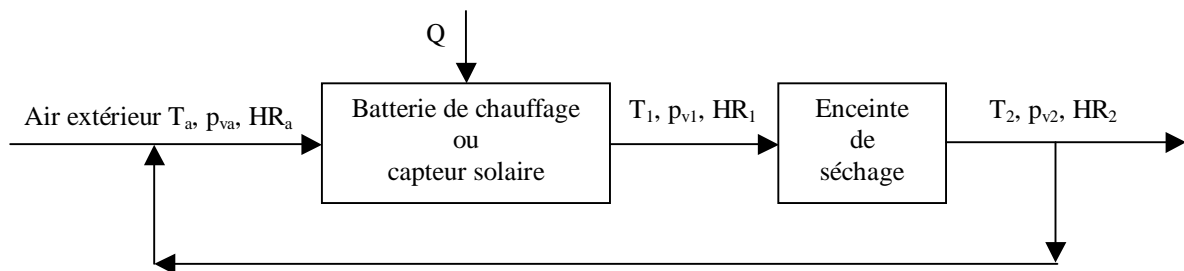 Q
Air extérieur Tₐ, pᵥₐ, HRₐ
Batterie de chauffage
ou
capteur solaire
T₁, pᵥ₁, HR₁
Enceinte
de
séchage
T₂, pᵥ₂, HR₂